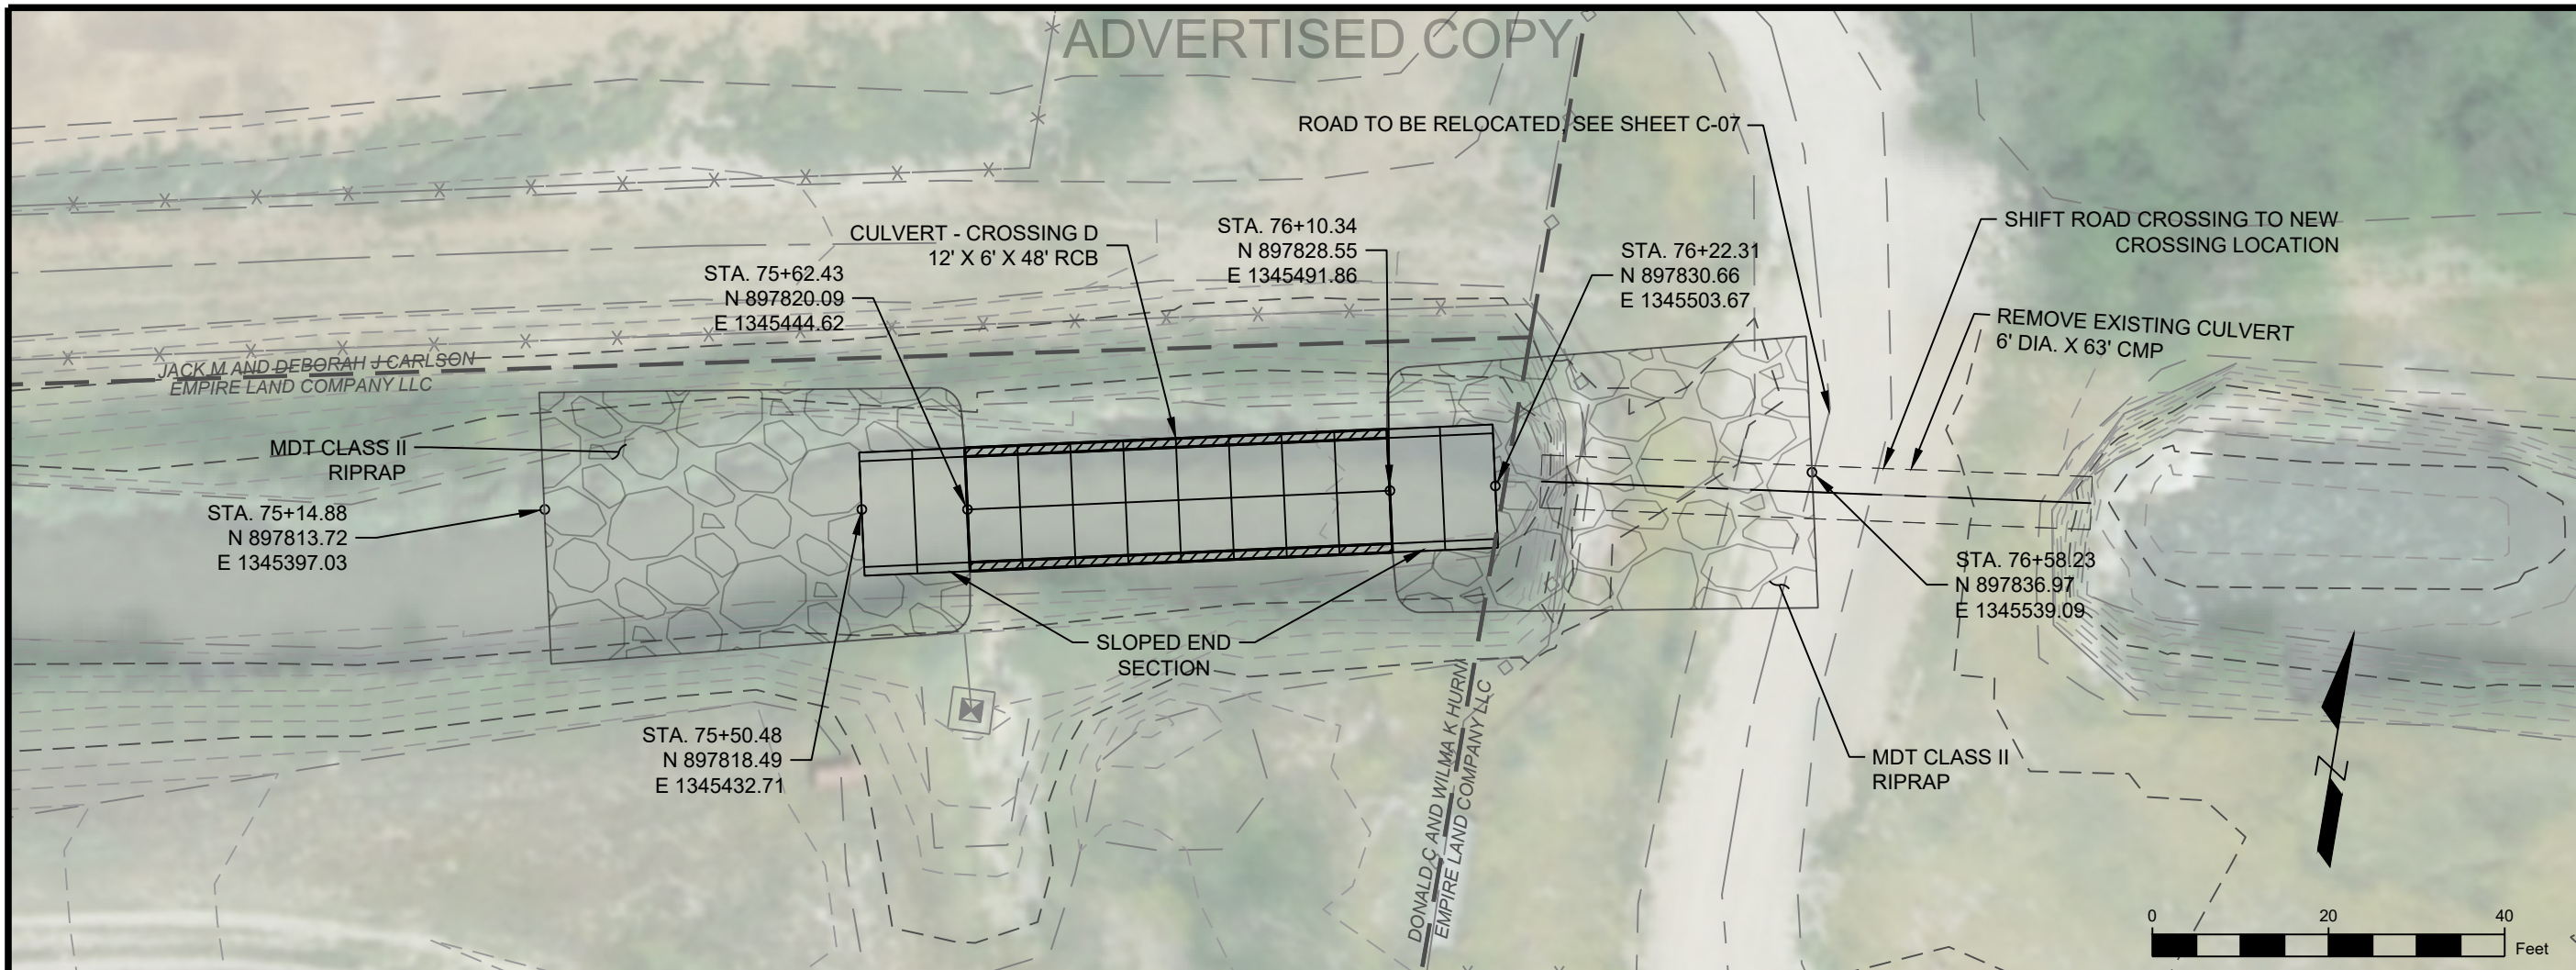 ADVERTISED COPY
ROAD TO BE RELOCATED, SEE SHEET C-07
SHIFT ROAD CROSSING TO NEW
CROSSING LOCATION
CULVERT - CROSSING D
12' X 6' X 48' RCB
STA. 76+10.34
N 897828.55
E 1345491.86
STA. 76+22.31
N 897830.66
E 1345503.67
STA. 75+62.43
N 897820.09
E 1345444.62
REMOVE EXISTING CULVERT
6' DIA. X 63' CMP
JACK M AND DEBORAH J CARLSON
EMPIRE LAND COMPANY LLC
MDT CLASS II
RIPRAP
STA. 75+14.88
N 897813.72
E 1345397.03
STA. 76+58.23
N 897836.97
E 1345539.09
SLOPED END
SECTION
STA. 75+50.48
N 897818.49
E 1345432.71
DONALD C AND WILMA K HURNI
EMPIRE LAND COMPANY LLC
MDT CLASS II
RIPRAP
Z
0 20 40
Feet